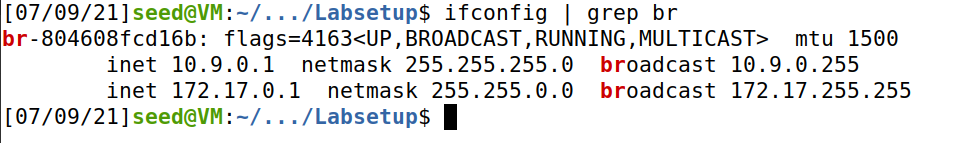 [07/09/21]seed@VM:~/.../Labsetup$ ifconfig | grep br
br-804608fcd16b: flags=4163<UP,BROADCAST,RUNNING,MULTICAST>  mtu 1500
        inet 10.9.0.1  netmask 255.255.255.0  broadcast 10.9.0.255
        inet 172.17.0.1  netmask 255.255.0.0  broadcast 172.17.255.255
[07/09/21]seed@VM:~/.../Labsetup$